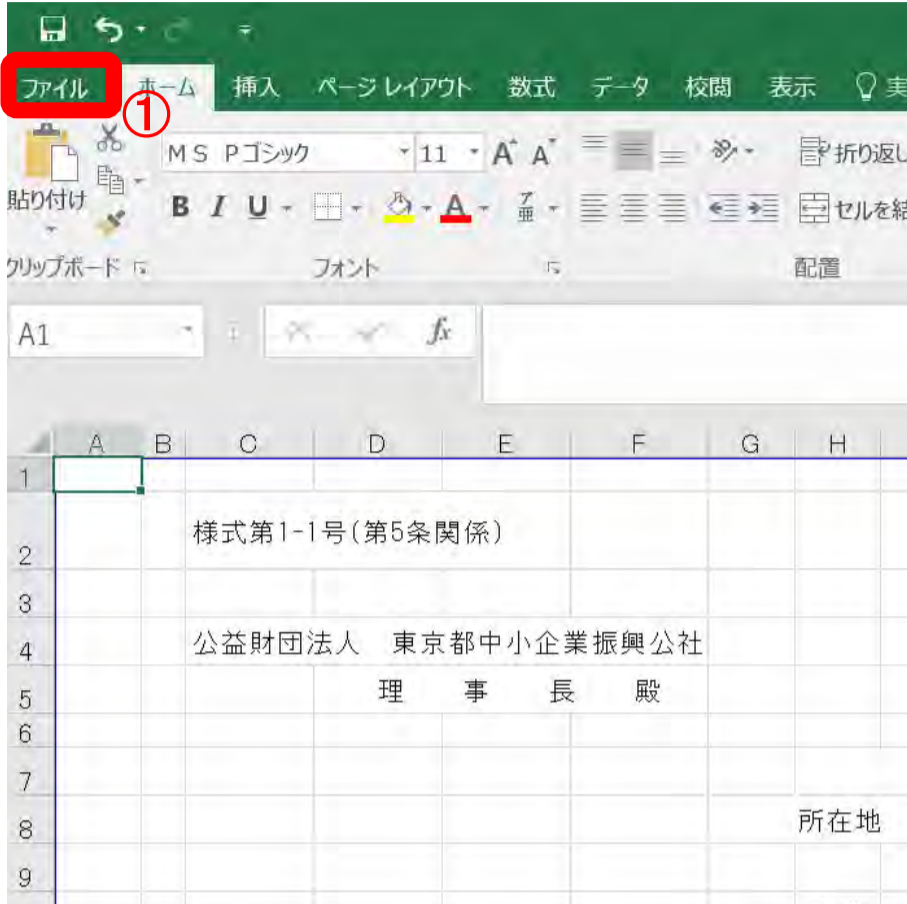 ファイル ホーム 挿入 ページ レイアウト 数式 データ 校閲 表示 実
①
MS Pゴシック 11 A A 折り返し
貼り付け B I U A ア亜 セルを結
クリップボード フォント 配置
A1 fx
A B C D E F G H
1
2 様式第1-1号(第5条関係)
3
4 公益財団法人 東京都中小企業振興公社
5 理 事 長 殿
6
7
8 所在地
9